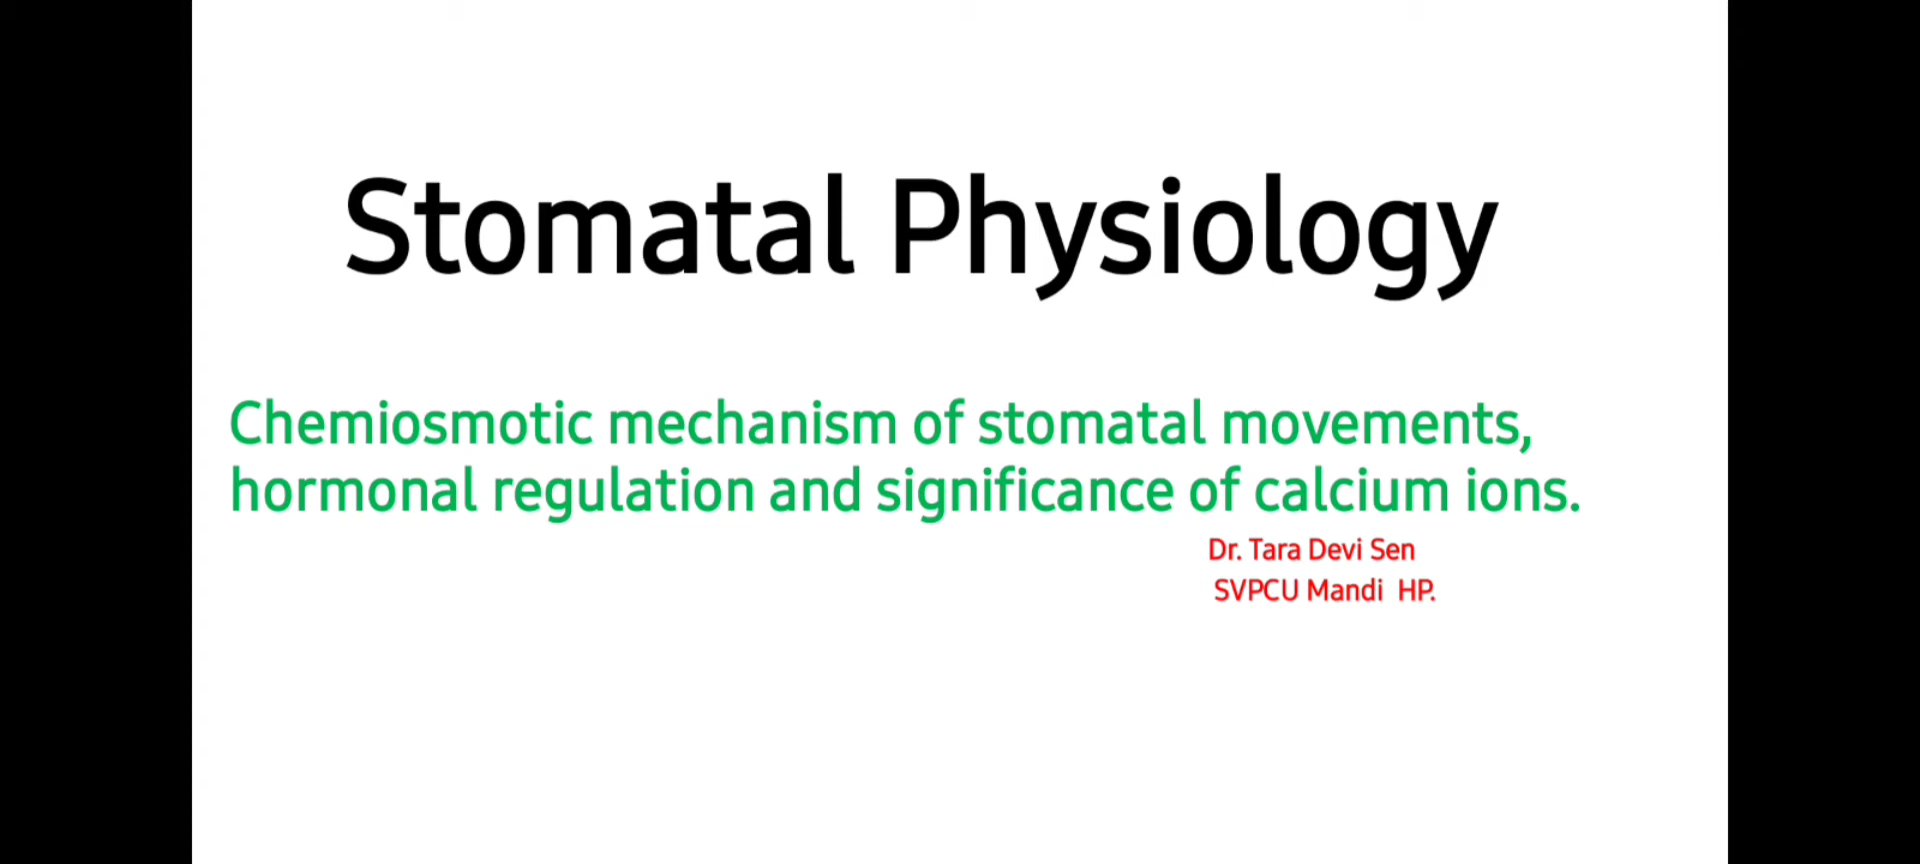 Stomatal Physiology
Chemiosmotic mechanism of stomatal movements,
hormonal regulation and significance of calcium ions.
Dr. Tara Devi Sen
SVPCU Mandi  HP.